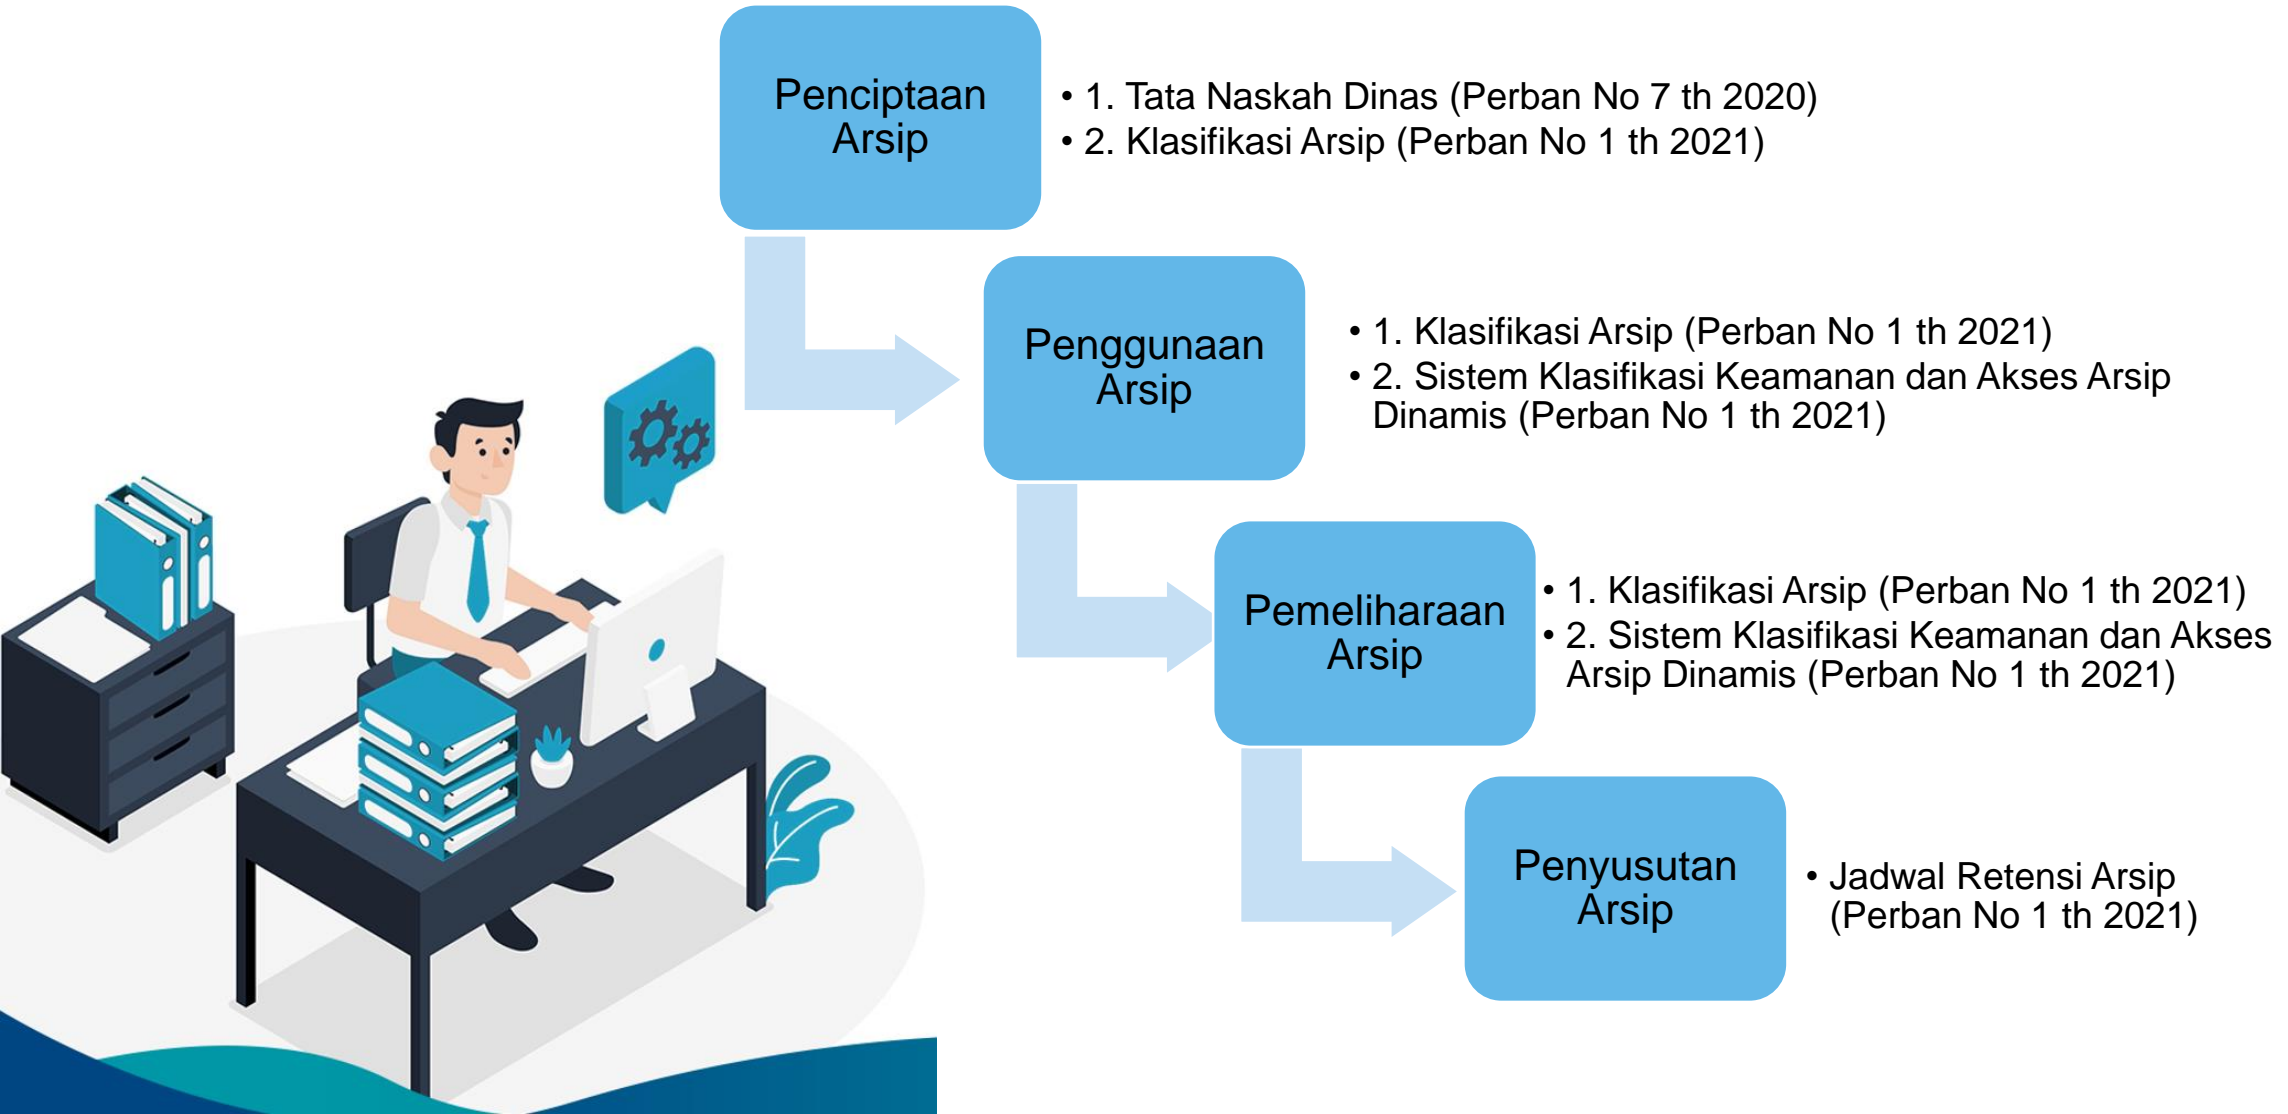 Penciptaan
Arsip
• 1. Tata Naskah Dinas (Perban No 7 th 2020)
• 2. Klasifikasi Arsip (Perban No 1 th 2021)
Penggunaan
Arsip
• 1. Klasifikasi Arsip (Perban No 1 th 2021)
• 2. Sistem Klasifikasi Keamanan dan Akses Arsip
Dinamis (Perban No 1 th 2021)
Pemeliharaan
Arsip
• 1. Klasifikasi Arsip (Perban No 1 th 2021)
• 2. Sistem Klasifikasi Keamanan dan Akses
Arsip Dinamis (Perban No 1 th 2021)
Penyusutan
Arsip
• Jadwal Retensi Arsip
(Perban No 1 th 2021)